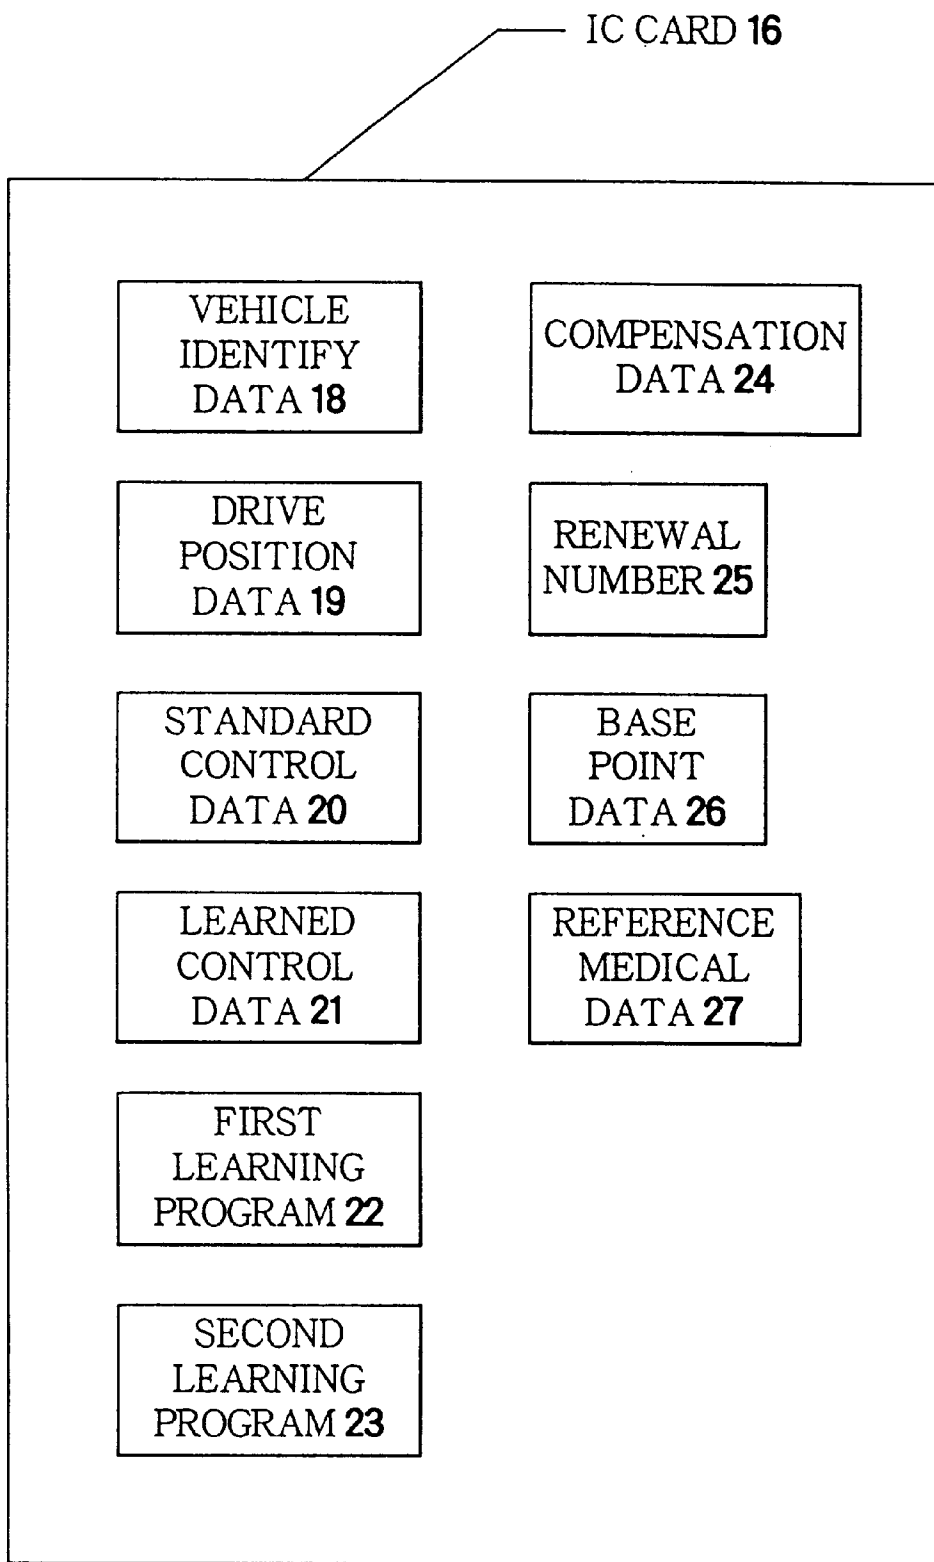 IC CARD 16
VEHICLE
IDENTIFY
DATA 18
DRIVE
POSITION
DATA 19
STANDARD
CONTROL
DATA 20
LEARNED
CONTROL
DATA 21
FIRST
LEARNING
PROGRAM 22
SECOND
LEARNING
PROGRAM 23
COMPENSATION
DATA 24
RENEWAL
NUMBER 25
BASE
POINT
DATA 26
REFERENCE
MEDICAL
DATA 27